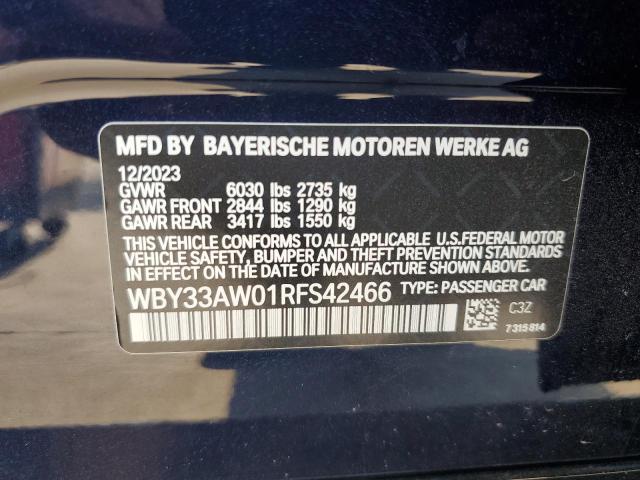 MFD BY BAYERISCHE MOTOREN WERKE AG
12/2023
GVWR 6030 lbs 2735 kg
GAWR FRONT 2844 lbs 1290 kg
GAWR REAR 3417 lbs 1550 kg
THIS VEHICLE CONFORMS TO ALL APPLICABLE U.S.FEDERAL MOTOR
VEHICLE SAFETY, BUMPER AND THEFT PREVENTION STANDARDS IN
EFFECT ON THE DATE OF MANUFACTURE SHOWN ABOVE.
WBY33AW01RFS42466 TYPE: PASSENGER CAR
C3Z
7315814